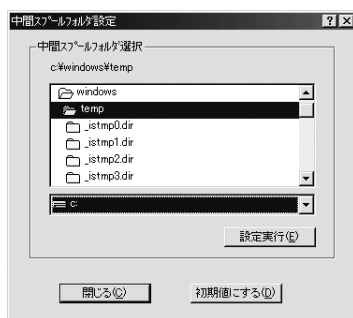 中間ｽﾌﾟｰﾙﾌｫﾙﾀﾞ設定
中間ｽﾌﾟｰﾙﾌｫﾙﾀﾞ選択
c:¥windows¥temp
windows
temp
_istmp0.dir
_istmp1.dir
_istmp2.dir
_istmp3.dir
c:
設定実行(E)
閉じる(C)
初期値にする(D)